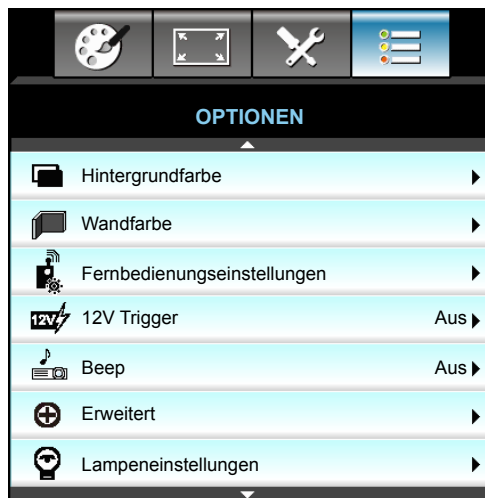 OPTIONEN
Hintergrundfarbe
Wandfarbe
Fernbedienungseinstellungen
12V 12V Trigger Aus
Beep Aus
Erweitert
Lampeneinstellungen